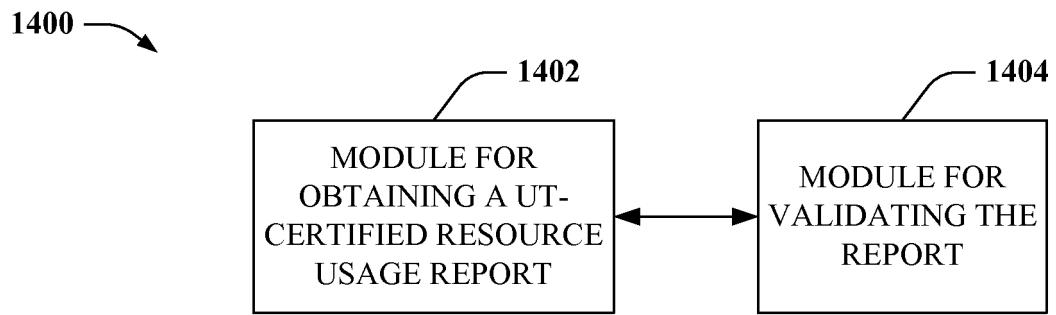 1400
1402
1404
MODULE FOR
OBTAINING A UT-
CERTIFIED RESOURCE
USAGE REPORT
MODULE FOR
VALIDATING THE
REPORT